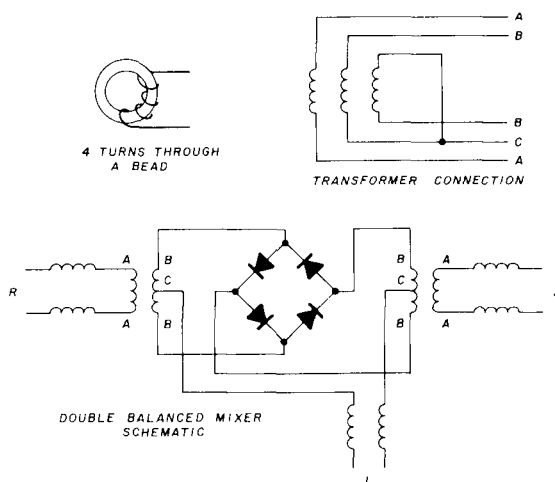 A
B
B
C
A
4 TURNS THROUGH
A BEAD
TRANSFORMER CONNECTION
R
A
A
B
C
B
B
C
B
A
A
DOUBLE BALANCED MIXER
SCHEMATIC